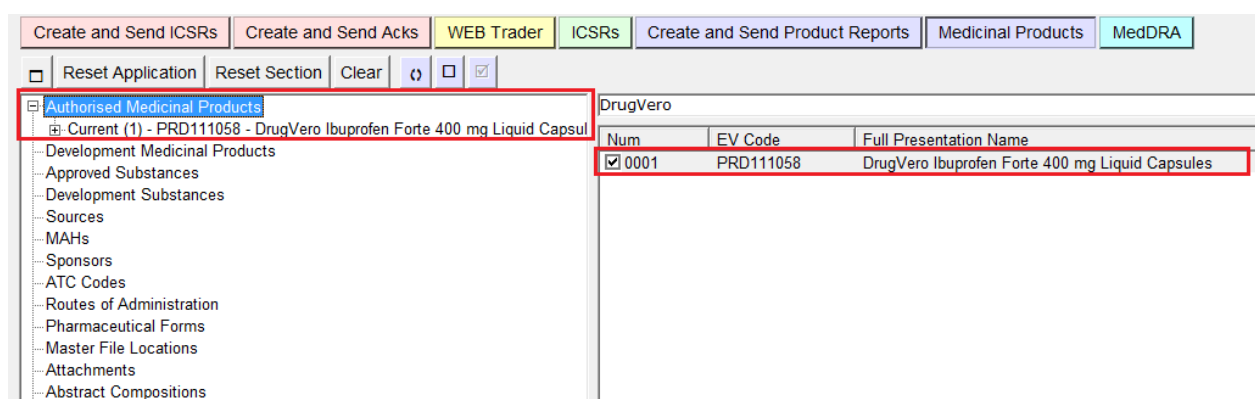 Create and Send ICSRs Create and Send Acks WEB Trader ICSRs Create and Send Product Reports Medicinal Products MedDRA
Reset Application Reset Section Clear
Authorised Medicinal Products
Current (1) - PRD111058 - DrugVero Ibuprofen Forte 400 mg Liquid Capsul
Development Medicinal Products
Approved Substances
Development Substances
Sources
MAHs
Sponsors
ATC Codes
Routes of Administration
Pharmaceutical Forms
Master File Locations
Attachments
Abstract Compositions
DrugVero
Num EV Code Full Presentation Name
0001 PRD111058 DrugVero Ibuprofen Forte 400 mg Liquid Capsules